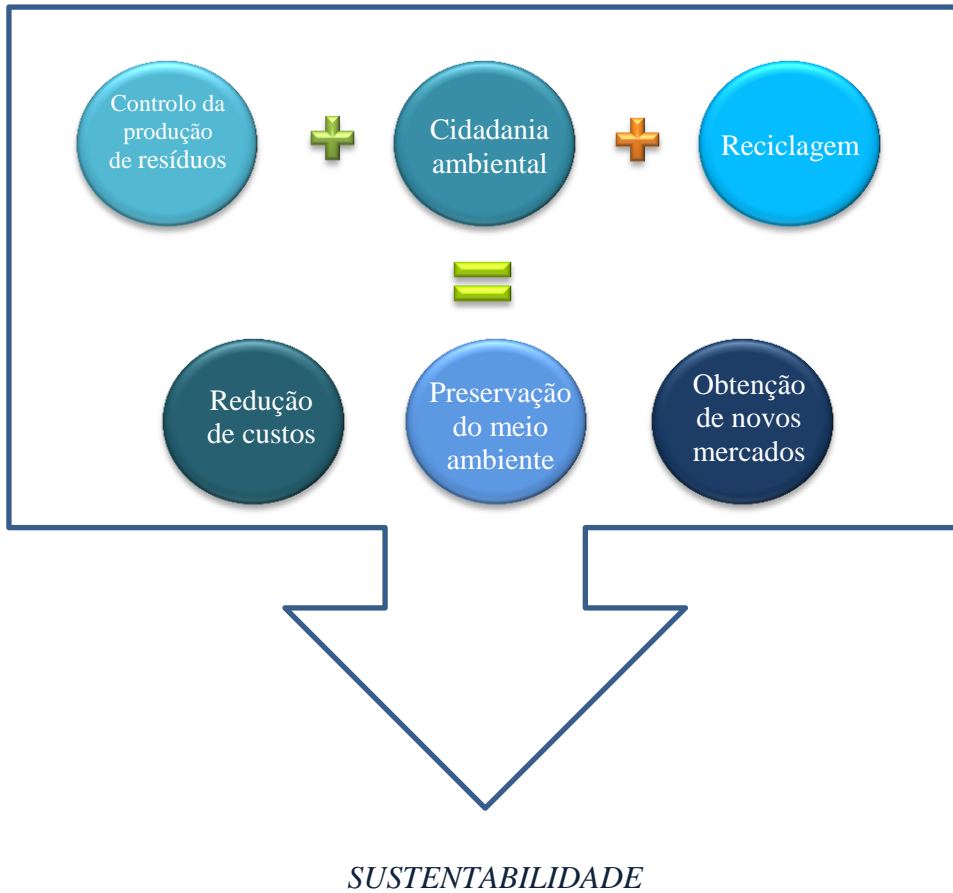 Controlo da
produção
de resíduos
+
Cidadania
ambiental
+
Reciclagem
=
Redução
de custos
Preservação
do meio
ambiente
Obtenção
de novos
mercados
SUSTENTABILIDADE